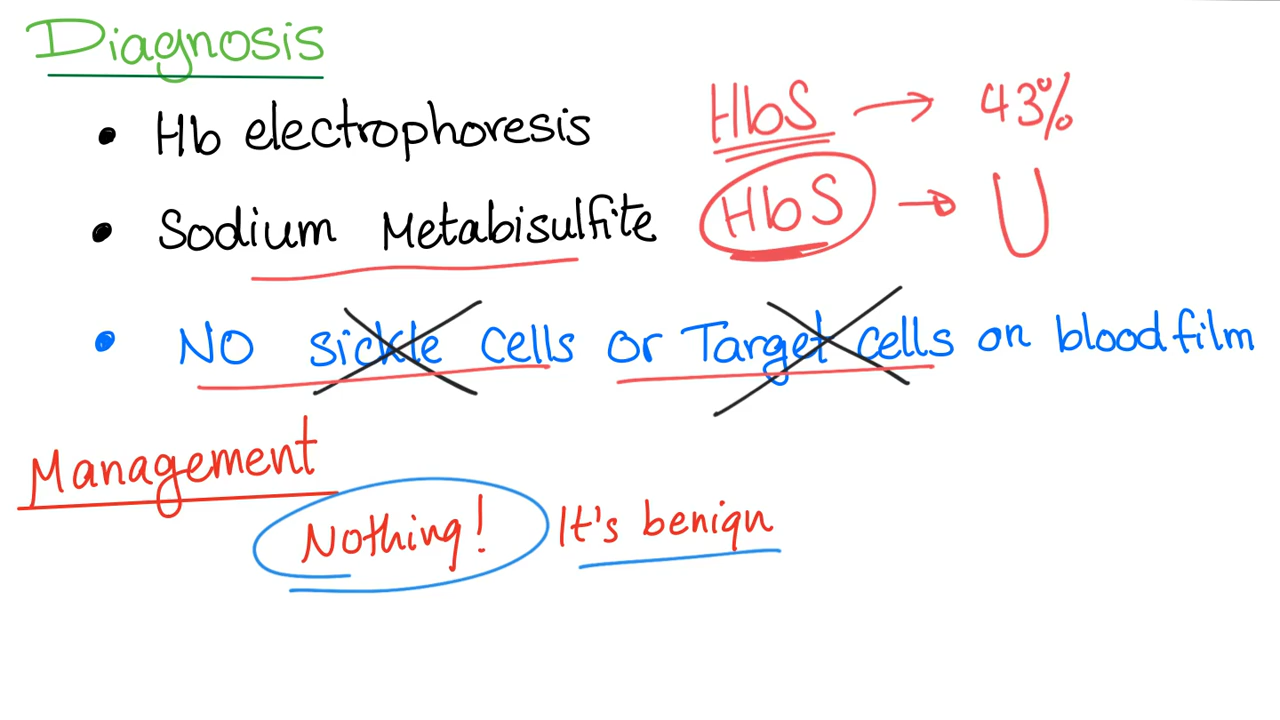 Diagnosis
• Hb electrophoresis HbS → 43%
• Sodium Metabisulfite HbS → U
• NO sickle cells or Target cells on blood film
Management
Nothing! It's benign